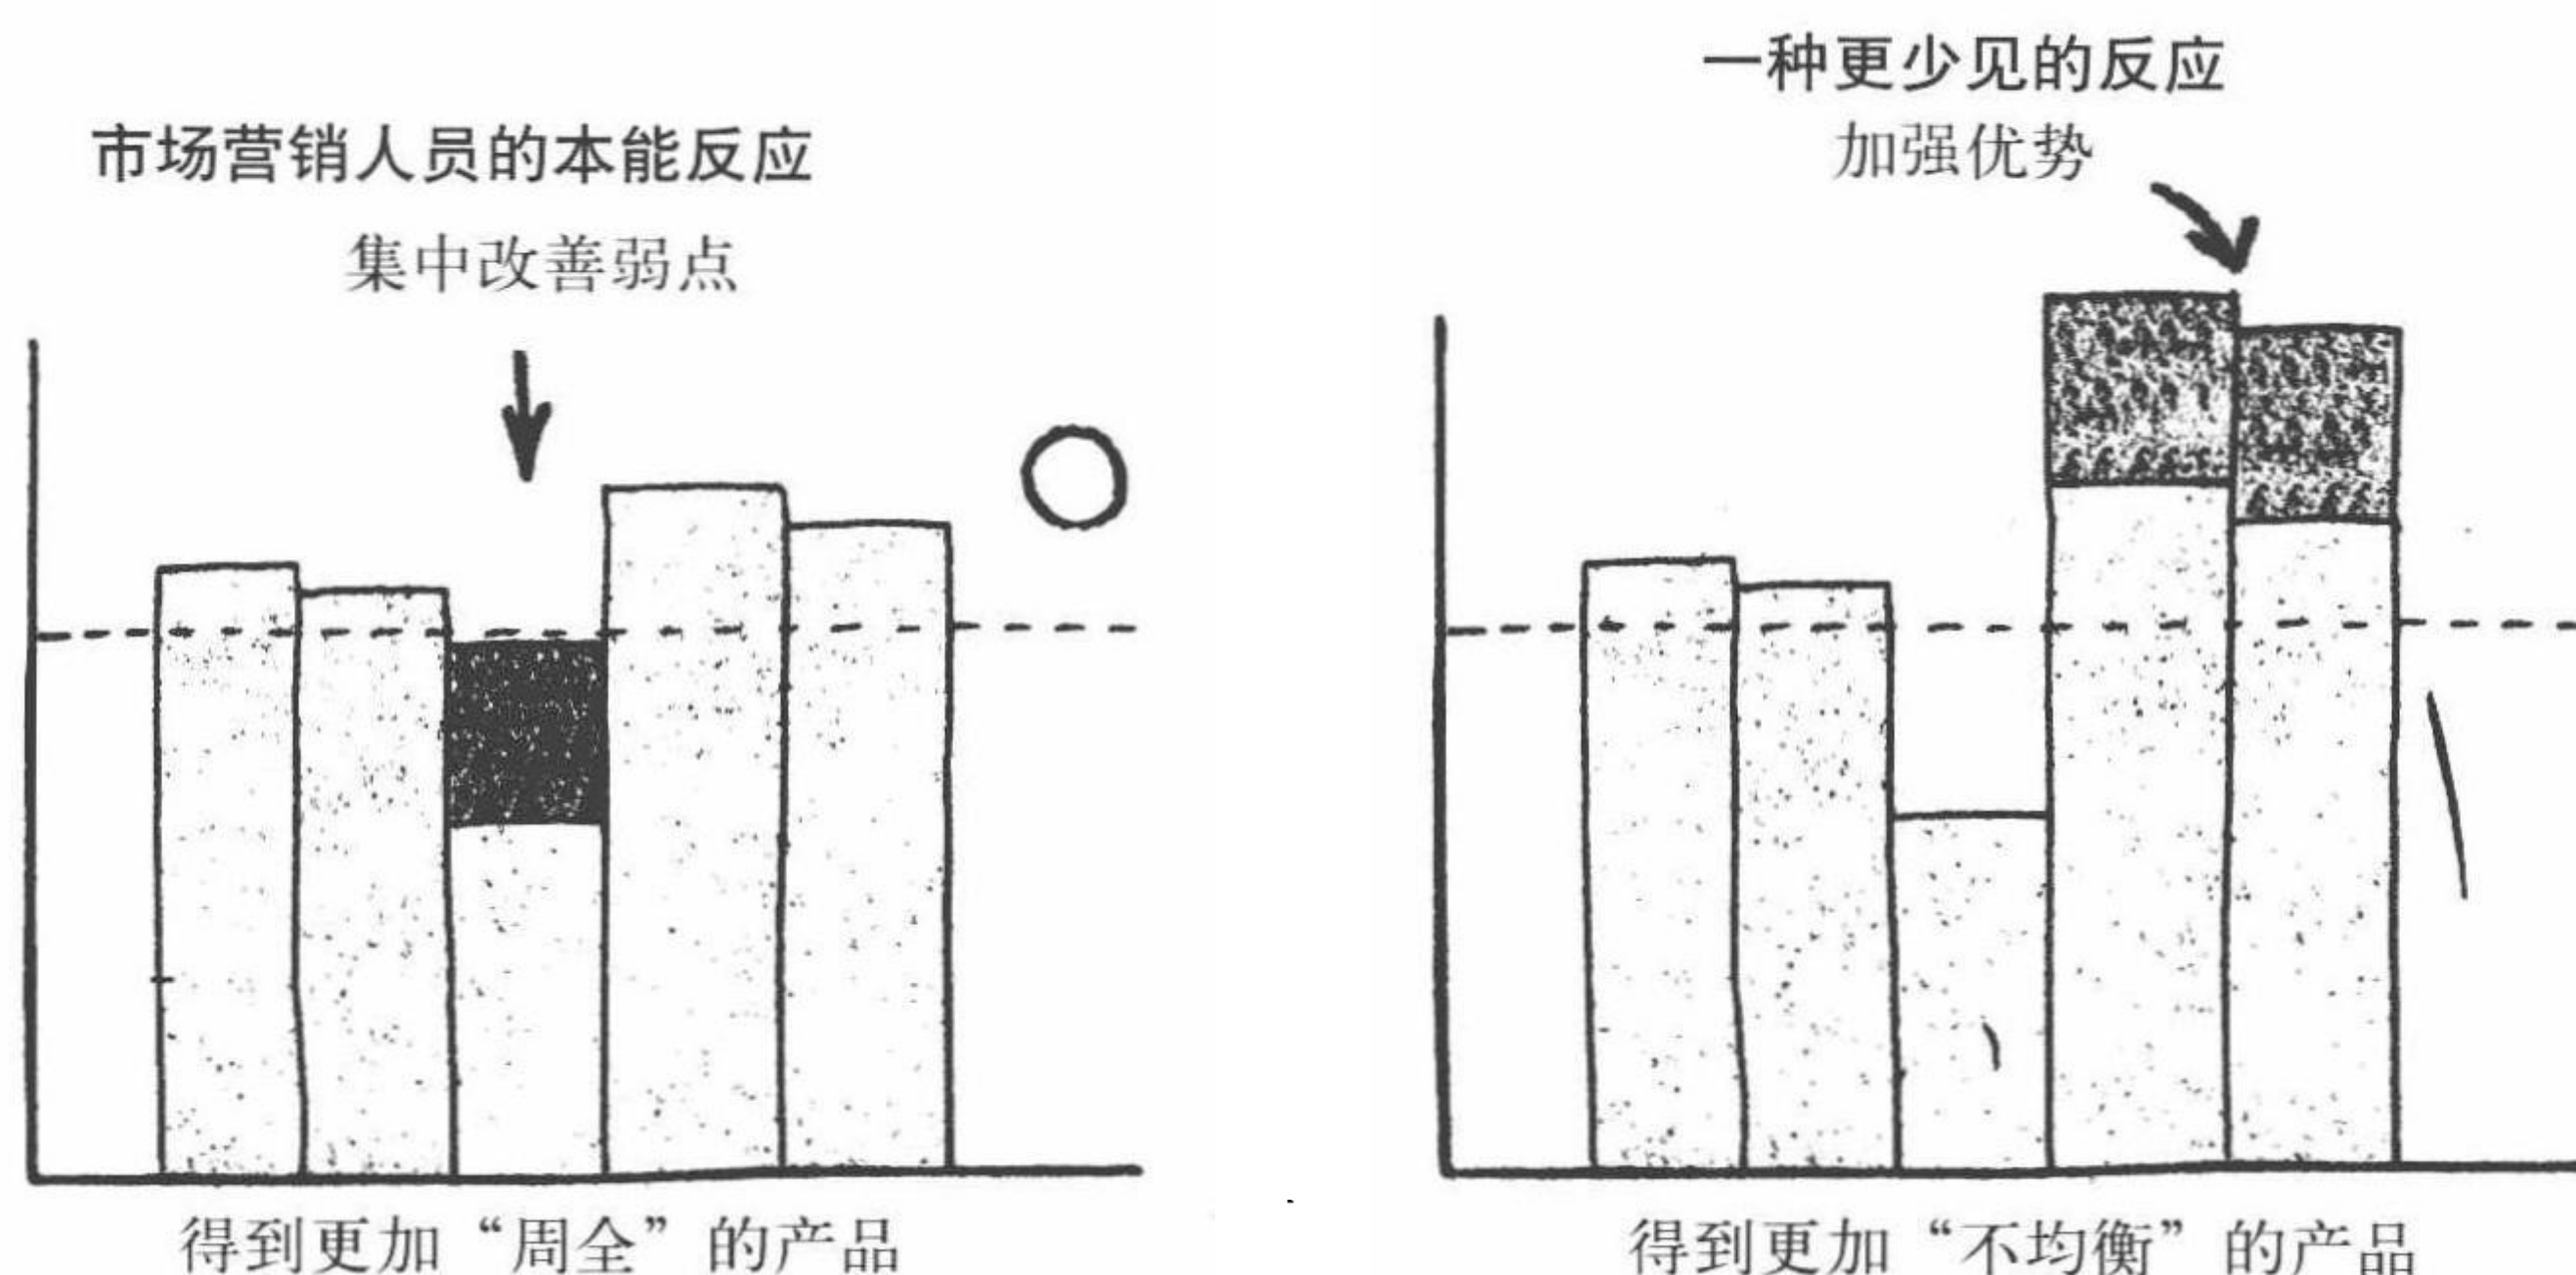 市场营销人员的本能反应
集中改善弱点
得到更加“周全”的产品
一种更少见的反应
加强优势
得到更加“不均衡”的产品